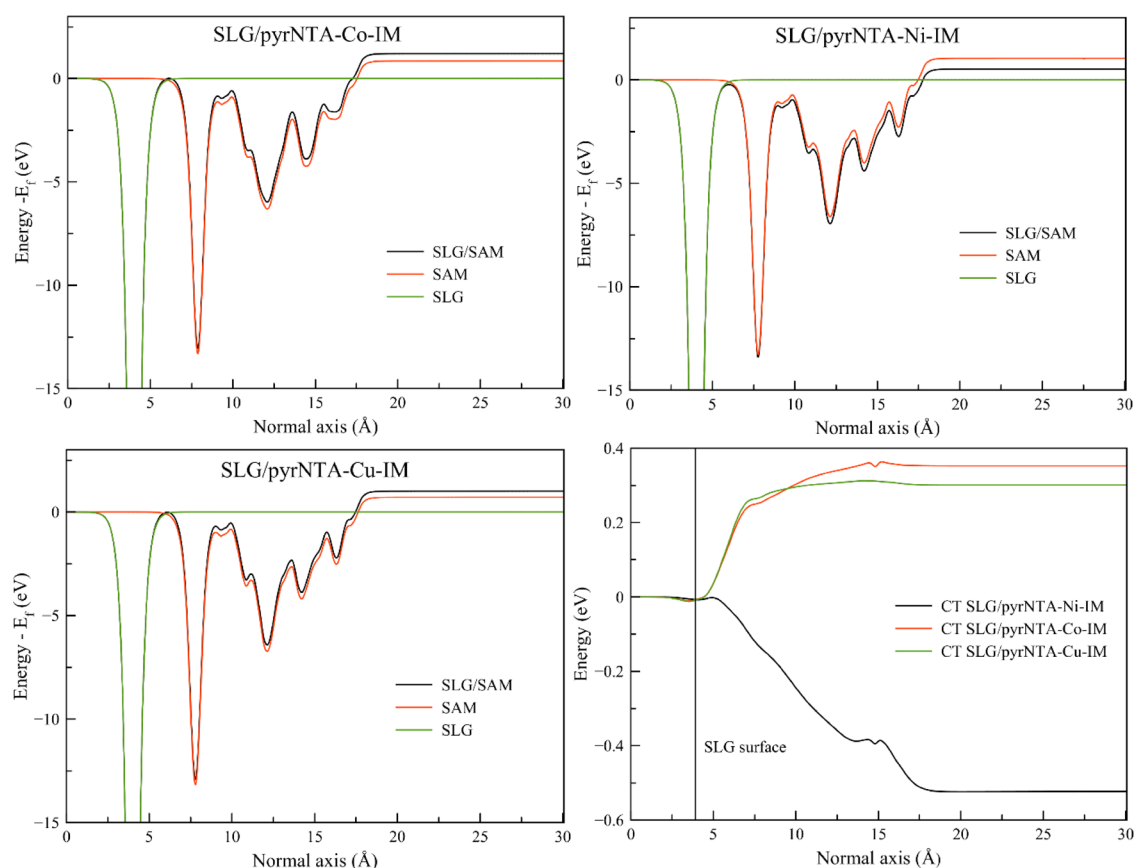 SLG/pyrNTA-Co-IM
Energy -E_f (eV)
0
−5
−10
−15
SLG/SAM
SAM
SLG
0 5 10 15 20 25 30
Normal axis (Å)
SLG/pyrNTA-Ni-IM
Energy - E_f (eV)
0
−5
−10
−15
SLG/SAM
SAM
SLG
0 5 10 15 20 25 30
Normal axis (Å)
SLG/pyrNTA-Cu-IM
Energy - E_f (eV)
0
−5
−10
−15
SLG/SAM
SAM
SLG
0 5 10 15 20 25 30
Normal axis (Å)
Energy (eV)
0.4
0.2
0
−0.2
−0.4
−0.6
CT SLG/pyrNTA-Ni-IM
CT SLG/pyrNTA-Co-IM
CT SLG/pyrNTA-Cu-IM
SLG surface
0 5 10 15 20 25 30
Normal axis (Å)